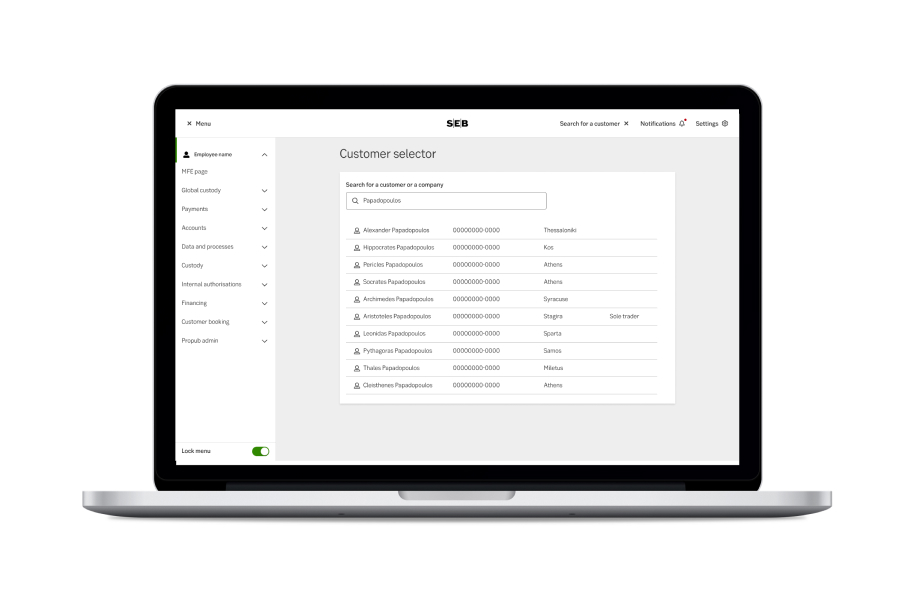 Menu
SEB
Search for a customer
Notifications
Settings
Employee name
MFE page
Global custody
Payments
Accounts
Data and processes
Custody
Internal authorisations
Financing
Customer booking
Propub admin
Lock menu
Customer selector
Search for a customer or a company
Papadopoulos
Alexander Papadopoulos 00000000-0000 Thessaloniki
Hippocrates Papadopoulos 00000000-0000 Kos
Pericles Papadopoulos 00000000-0000 Athens
Socrates Papadopoulos 00000000-0000 Athens
Archimedes Papadopoulos 00000000-0000 Syracuse
Aristoteles Papadopoulos 00000000-0000 Stagira Sole trader
Leonidas Papadopoulos 00000000-0000 Sparta
Pythagoras Papadopoulos 00000000-0000 Samos
Thales Papadopoulos 00000000-0000 Miletus
Cleisthenes Papadopoulos 00000000-0000 Athens